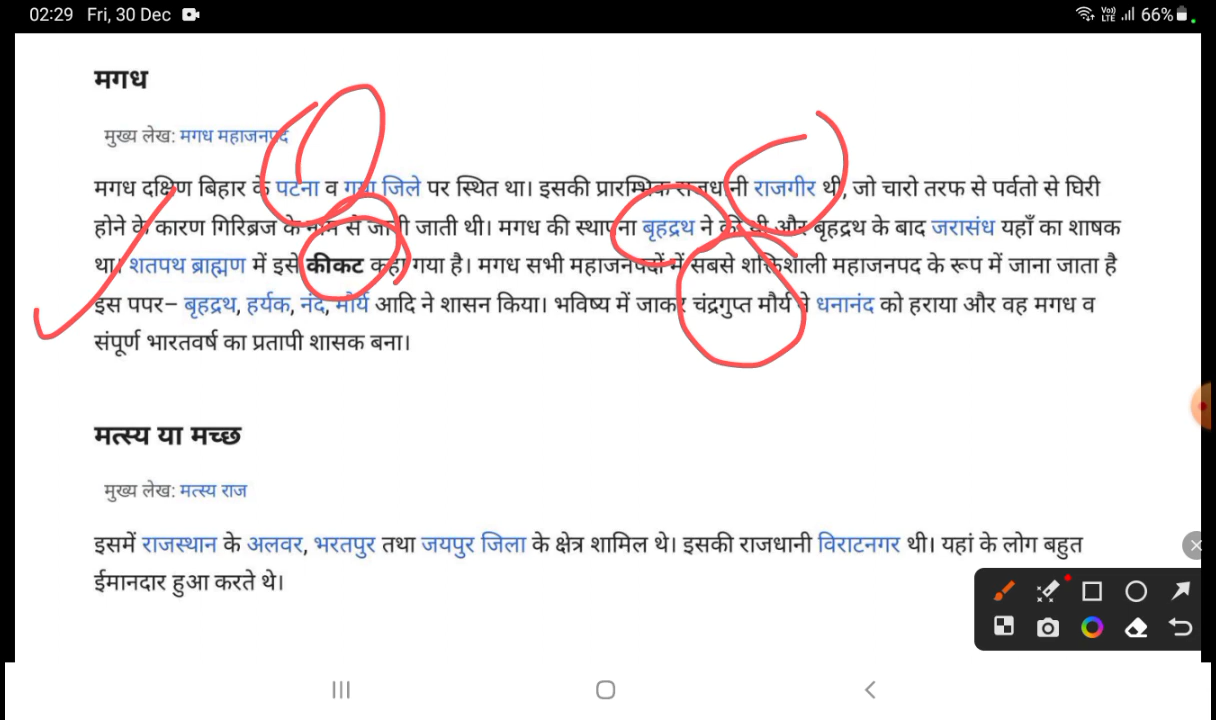 02:29 Fri, 30 Dec 66%
मगध
मुख्य लेख: मगध महाजनपद
मगध दक्षिण बिहार के पटना व गया जिले पर स्थित था। इसकी प्रारम्भिक राजधानी राजगीर थी, जो चारो तरफ से पर्वतो से घिरी
होने के कारण गिरिब्रज के नाम से जानी जाती थी। मगध की स्थापना बृहद्रथ ने की थी और बृहद्रथ के बाद जरासंध यहाँ का शाषक
था। शतपथ ब्राह्मण में इसे कीकट कहा गया है। मगध सभी महाजनपदों में सबसे शक्तिशाली महाजनपद के रूप में जाना जाता है
इस पपर– बृहद्रथ, हर्यक, नंद, मौर्य आदि ने शासन किया। भविष्य में जाकर चंद्रगुप्त मौर्य ने धनानंद को हराया और वह मगध व
संपूर्ण भारतवर्ष का प्रतापी शासक बना।
मत्स्य या मच्छ
मुख्य लेख: मत्स्य राज
इसमें राजस्थान के अलवर, भरतपुर तथा जयपुर जिला के क्षेत्र शामिल थे। इसकी राजधानी विराटनगर थी। यहां के लोग बहुत
ईमानदार हुआ करते थे।